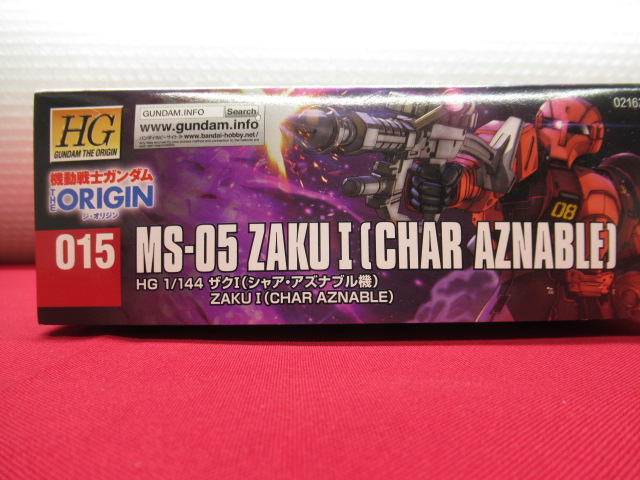 HG
GUNDAM THE ORIGIN
GUNDAM.INFO Search
www.gundam.info
www.bandai-hobby.net/
機動戦士ガンダム
THE ORIGIN
ジ・オリジン
015
MS-05 ZAKU I (CHAR AZNABLE)
HG 1/144 ザクI(シャア・アズナブル機)
ZAKU I (CHAR AZNABLE)
08